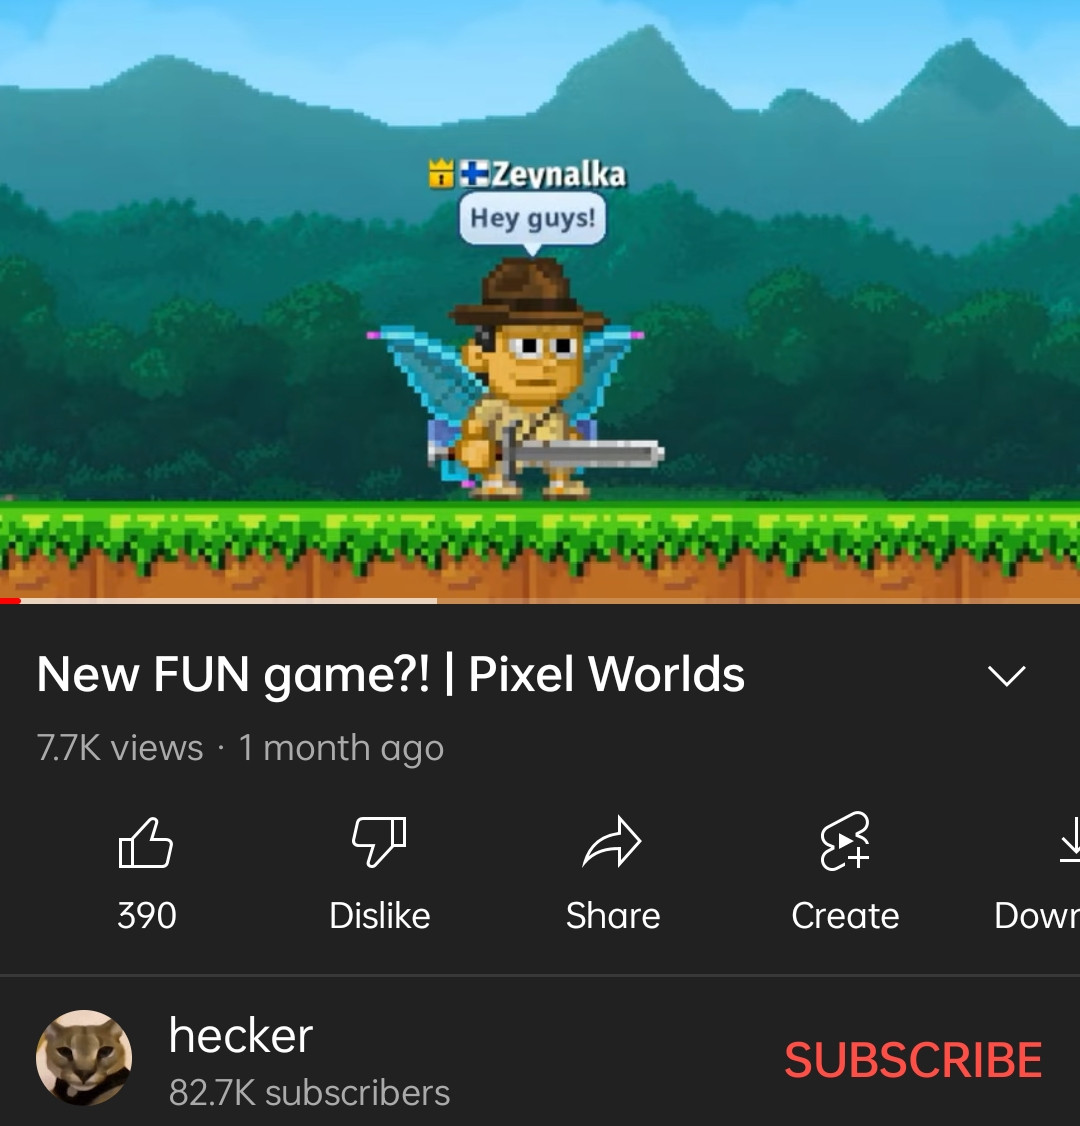 Zeynalka
Hey guys!
New FUN game?! | Pixel Worlds
7.7K views · 1 month ago
390
Dislike
Share
Create
Down
hecker
82.7K subscribers
SUBSCRIBE